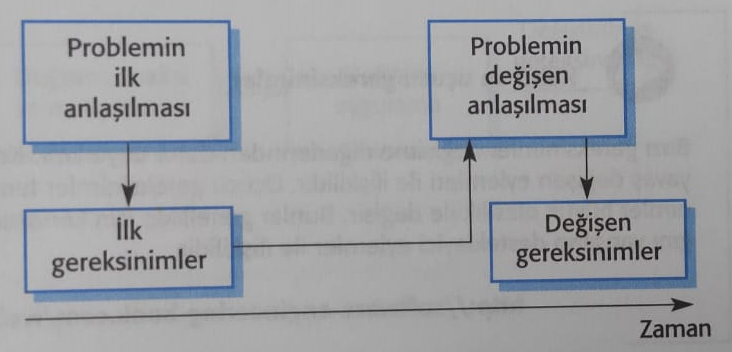 Problemin
ilk
anlaşılması
Problemin
değişen
anlaşılması
İlk
gereksinimler
Değişen
gereksinimler
Zaman